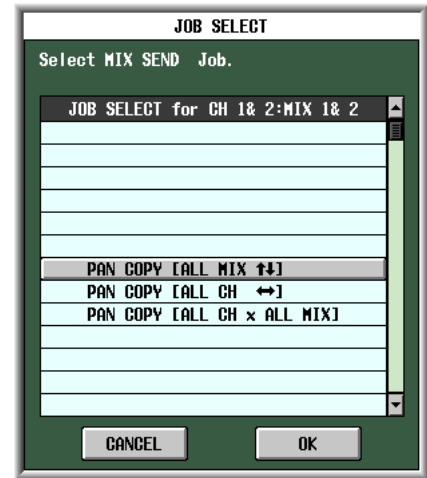 JOB SELECT
Select MIX SEND  Job.
JOB SELECT for CH 1& 2:MIX 1& 2
PAN COPY [ALL MIX ↑↓]
PAN COPY [ALL CH ↔]
PAN COPY [ALL CH x ALL MIX]
CANCEL OK